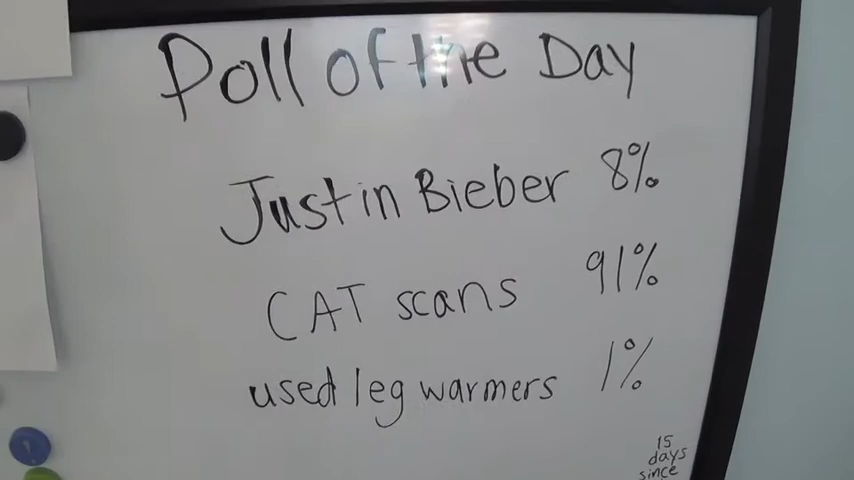 Poll of the Day
Justin Bieber 8%
CAT scans 91%
used leg warmers 1%
15
days
since